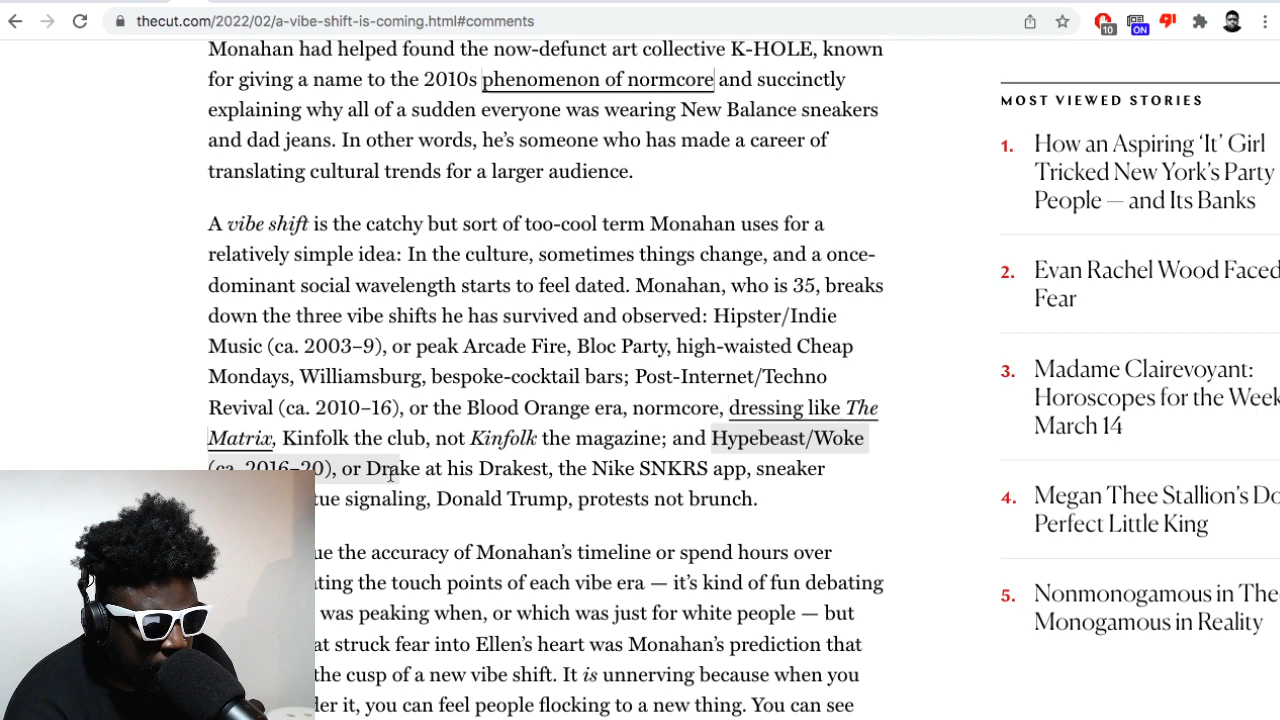 thecut.com/2022/02/a-vibe-shift-is-coming.html#comments
10
ON
Monahan had helped found the now-defunct art collective K-HOLE, known
for giving a name to the 2010s phenomenon of normcore and succinctly
explaining why all of a sudden everyone was wearing New Balance sneakers
and dad jeans. In other words, he's someone who has made a career of
translating cultural trends for a larger audience.
A vibe shift is the catchy but sort of too-cool term Monahan uses for a
relatively simple idea: In the culture, sometimes things change, and a once-
dominant social wavelength starts to feel dated. Monahan, who is 35, breaks
down the three vibe shifts he has survived and observed: Hipster/Indie
Music (ca. 2003–9), or peak Arcade Fire, Bloc Party, high-waisted Cheap
Mondays, Williamsburg, bespoke-cocktail bars; Post-Internet/Techno
Revival (ca. 2010–16), or the Blood Orange era, normcore, dressing like The
Matrix, Kinfolk the club, not Kinfolk the magazine; and Hypebeast/Woke
(ca. 2016–20), or Drake at his Drakest, the Nike SNKRS app, sneaker
tue signaling, Donald Trump, protests not brunch.
ue the accuracy of Monahan's timeline or spend hours over
ting the touch points of each vibe era — it's kind of fun debating
was peaking when, or which was just for white people — but
at struck fear into Ellen's heart was Monahan's prediction that
the cusp of a new vibe shift. It is unnerving because when you
er it, you can feel people flocking to a new thing. You can see
MOST VIEWED STORIES
1. How an Aspiring 'It' Girl
Tricked New York's Party
People — and Its Banks
2. Evan Rachel Wood Faced
Fear
3. Madame Clairevoyant:
Horoscopes for the Week
March 14
4. Megan Thee Stallion's Do
Perfect Little King
5. Nonmonogamous in The
Monogamous in Reality